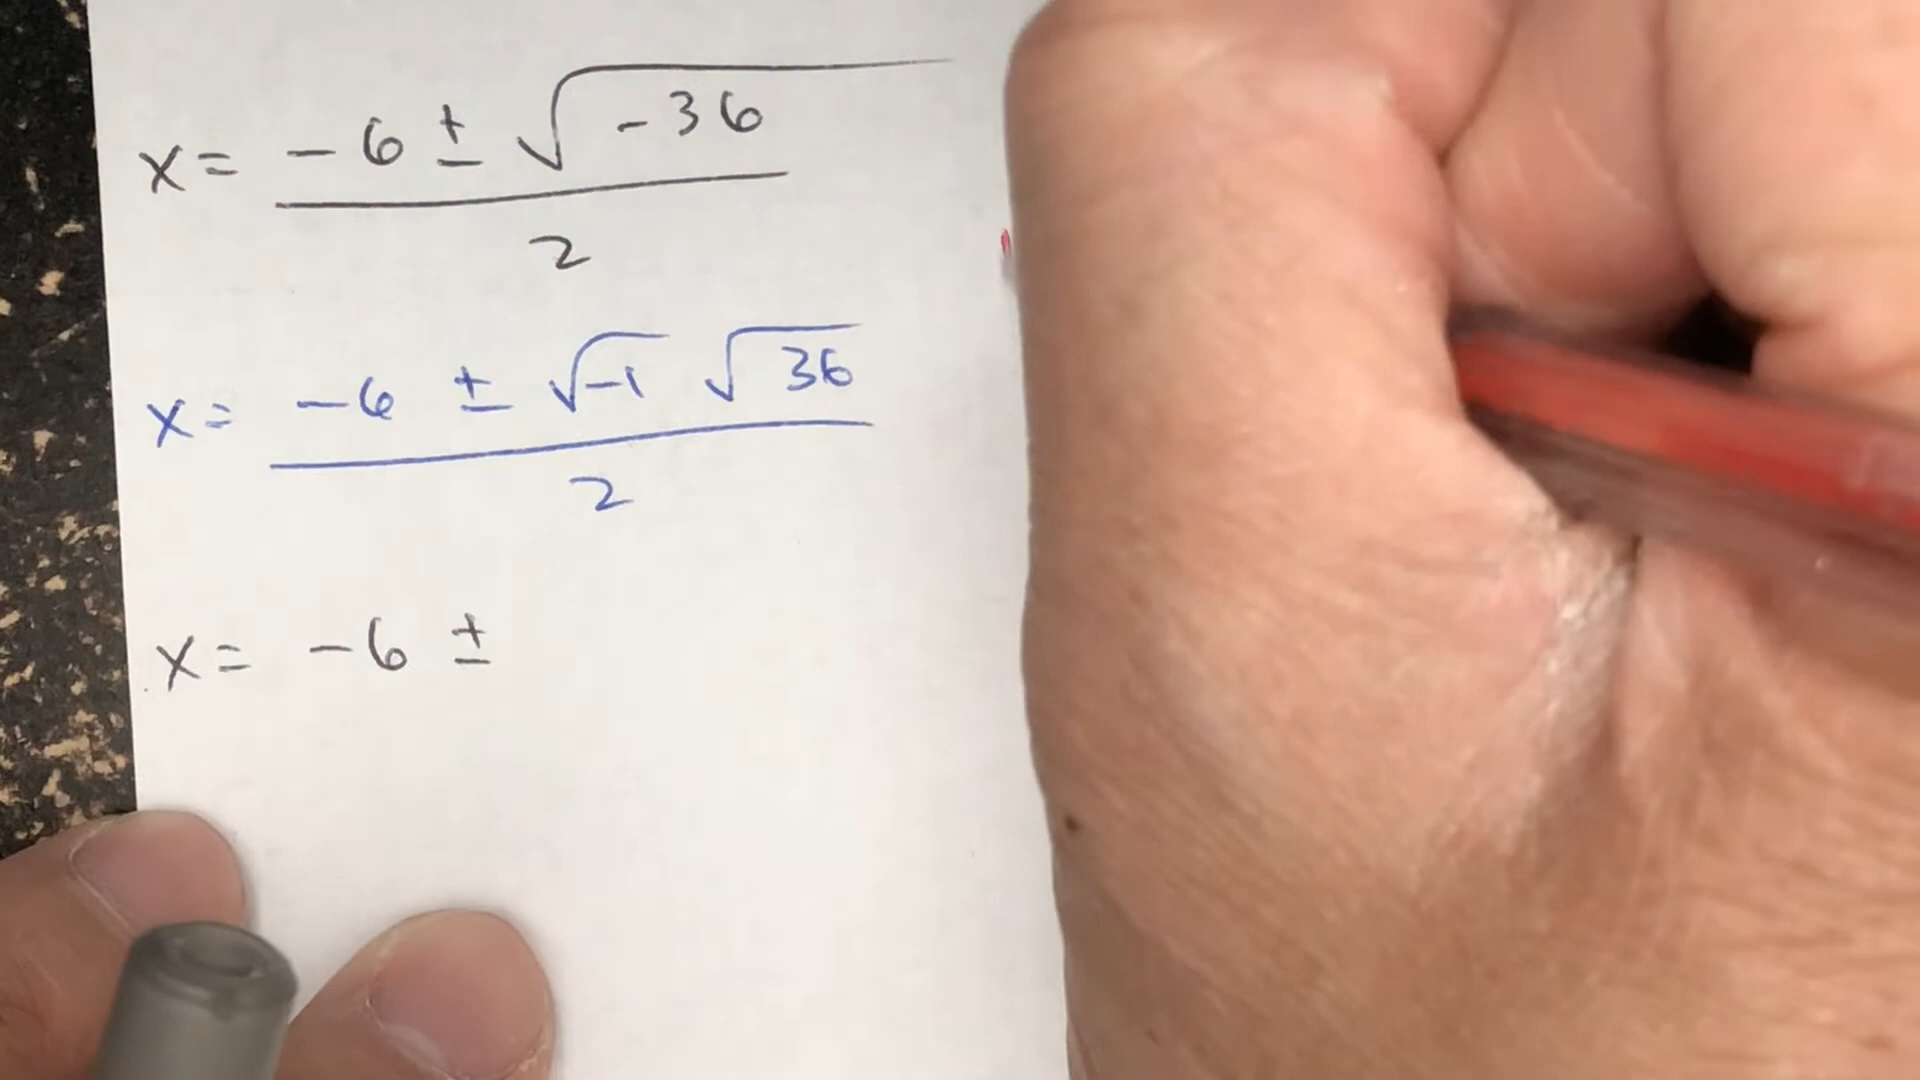 x = -6 ± √-36
2
x = -6 ± √-1 √36
2
x = -6 ±